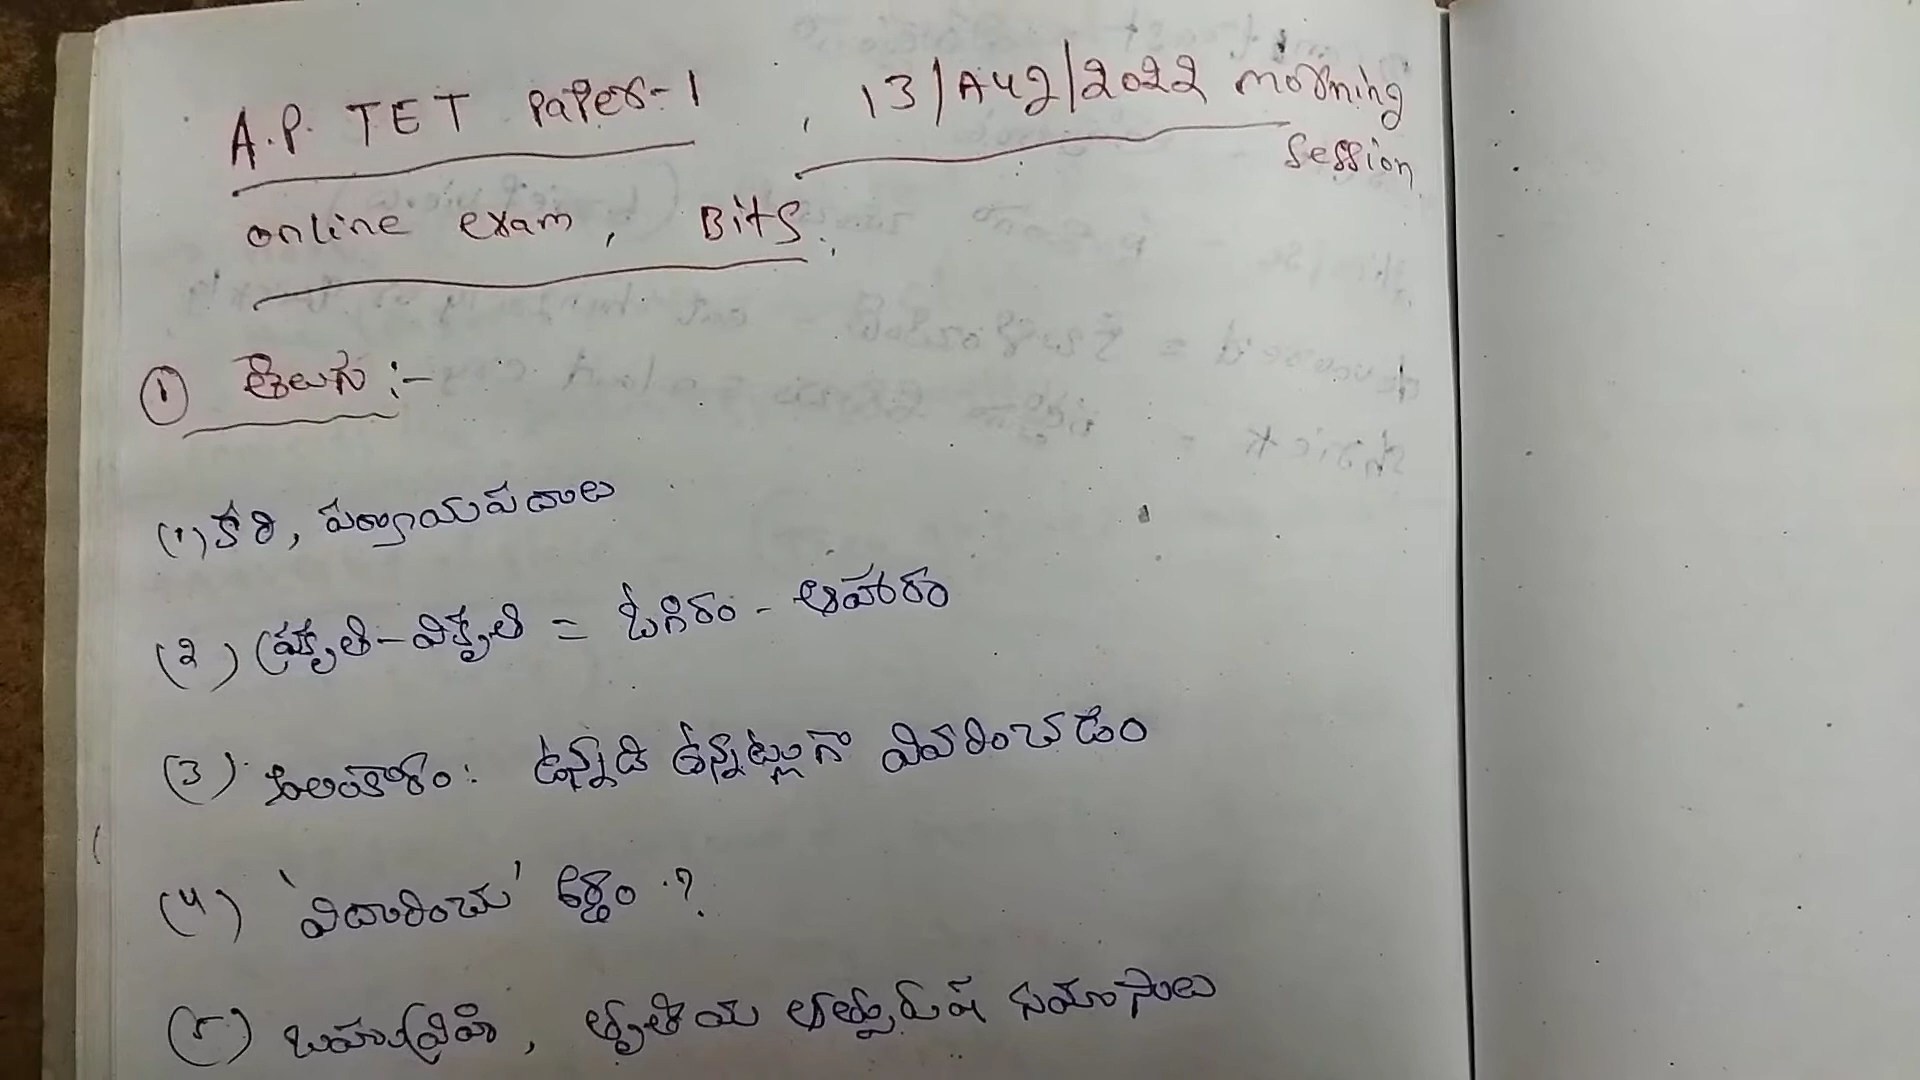 A.P. TET Paper-1 , 13/Aug/2022 morning
Session
online exam, Bits.
① తెలుగు :-
(1) కరి, పర్యాయపదాలు
(2) ప్రకృతి - వికృతి = ఓగిరం - ఆహారం
(3) అలంకారం: ఉన్నది ఉన్నట్లుగా వివరించడం
(4) 'విదారించు' అర్థం ?
(5) బహువ్రీహి, తృతీయ తత్పురుష సమాసాలు